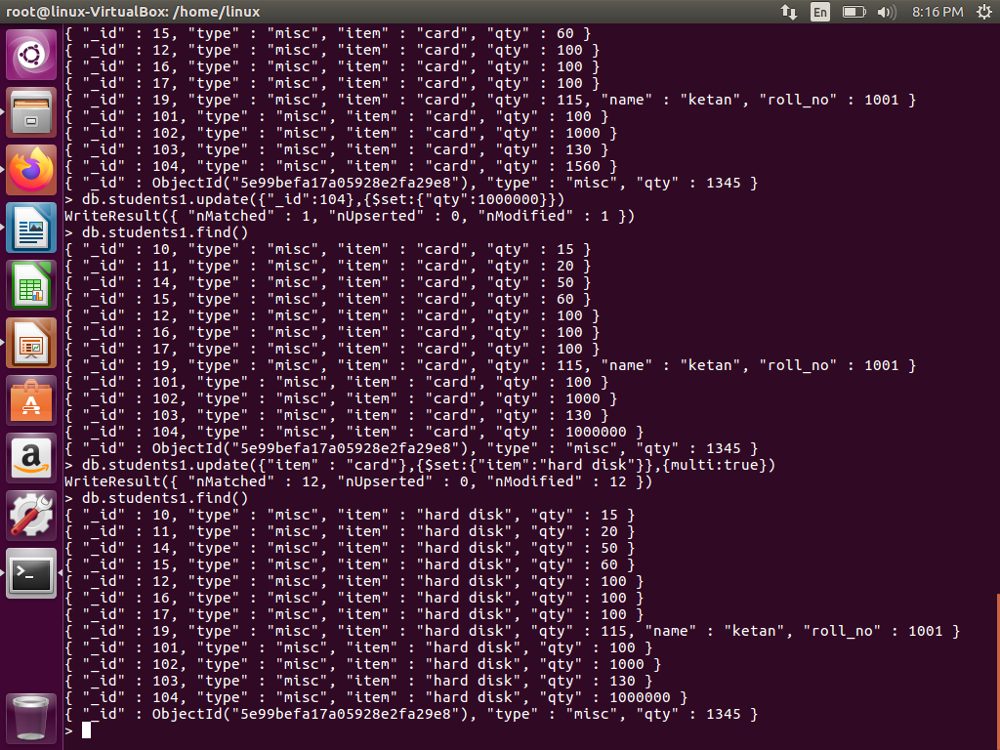 root@linux-VirtualBox: /home/linux
En
8:16 PM
{ "_id" : 15, "type" : "misc", "item" : "card", "qty" : 60 }
{ "_id" : 12, "type" : "misc", "item" : "card", "qty" : 100 }
{ "_id" : 16, "type" : "misc", "item" : "card", "qty" : 100 }
{ "_id" : 17, "type" : "misc", "item" : "card", "qty" : 100 }
{ "_id" : 19, "type" : "misc", "item" : "card", "qty" : 115, "name" : "ketan", "roll_no" : 1001 }
{ "_id" : 101, "type" : "misc", "item" : "card", "qty" : 100 }
{ "_id" : 102, "type" : "misc", "item" : "card", "qty" : 1000 }
{ "_id" : 103, "type" : "misc", "item" : "card", "qty" : 130 }
{ "_id" : 104, "type" : "misc", "item" : "card", "qty" : 1560 }
{ "_id" : ObjectId("5e99befa17a05928e2fa29e8"), "type" : "misc", "qty" : 1345 }
> db.students1.update({"_id":104},{$set:{"qty":1000000}})
WriteResult({ "nMatched" : 1, "nUpserted" : 0, "nModified" : 1 })
> db.students1.find()
{ "_id" : 10, "type" : "misc", "item" : "card", "qty" : 15 }
{ "_id" : 11, "type" : "misc", "item" : "card", "qty" : 20 }
{ "_id" : 14, "type" : "misc", "item" : "card", "qty" : 50 }
{ "_id" : 15, "type" : "misc", "item" : "card", "qty" : 60 }
{ "_id" : 12, "type" : "misc", "item" : "card", "qty" : 100 }
{ "_id" : 16, "type" : "misc", "item" : "card", "qty" : 100 }
{ "_id" : 17, "type" : "misc", "item" : "card", "qty" : 100 }
{ "_id" : 19, "type" : "misc", "item" : "card", "qty" : 115, "name" : "ketan", "roll_no" : 1001 }
{ "_id" : 101, "type" : "misc", "item" : "card", "qty" : 100 }
{ "_id" : 102, "type" : "misc", "item" : "card", "qty" : 1000 }
{ "_id" : 103, "type" : "misc", "item" : "card", "qty" : 130 }
{ "_id" : 104, "type" : "misc", "item" : "card", "qty" : 1000000 }
{ "_id" : ObjectId("5e99befa17a05928e2fa29e8"), "type" : "misc", "qty" : 1345 }
> db.students1.update({"item" : "card"},{$set:{"item":"hard disk"}},{multi:true})
WriteResult({ "nMatched" : 12, "nUpserted" : 0, "nModified" : 12 })
> db.students1.find()
{ "_id" : 10, "type" : "misc", "item" : "hard disk", "qty" : 15 }
{ "_id" : 11, "type" : "misc", "item" : "hard disk", "qty" : 20 }
{ "_id" : 14, "type" : "misc", "item" : "hard disk", "qty" : 50 }
{ "_id" : 15, "type" : "misc", "item" : "hard disk", "qty" : 60 }
{ "_id" : 12, "type" : "misc", "item" : "hard disk", "qty" : 100 }
{ "_id" : 16, "type" : "misc", "item" : "hard disk", "qty" : 100 }
{ "_id" : 17, "type" : "misc", "item" : "hard disk", "qty" : 100 }
{ "_id" : 19, "type" : "misc", "item" : "hard disk", "qty" : 115, "name" : "ketan", "roll_no" : 1001 }
{ "_id" : 101, "type" : "misc", "item" : "hard disk", "qty" : 100 }
{ "_id" : 102, "type" : "misc", "item" : "hard disk", "qty" : 1000 }
{ "_id" : 103, "type" : "misc", "item" : "hard disk", "qty" : 130 }
{ "_id" : 104, "type" : "misc", "item" : "hard disk", "qty" : 1000000 }
{ "_id" : ObjectId("5e99befa17a05928e2fa29e8"), "type" : "misc", "qty" : 1345 }
>